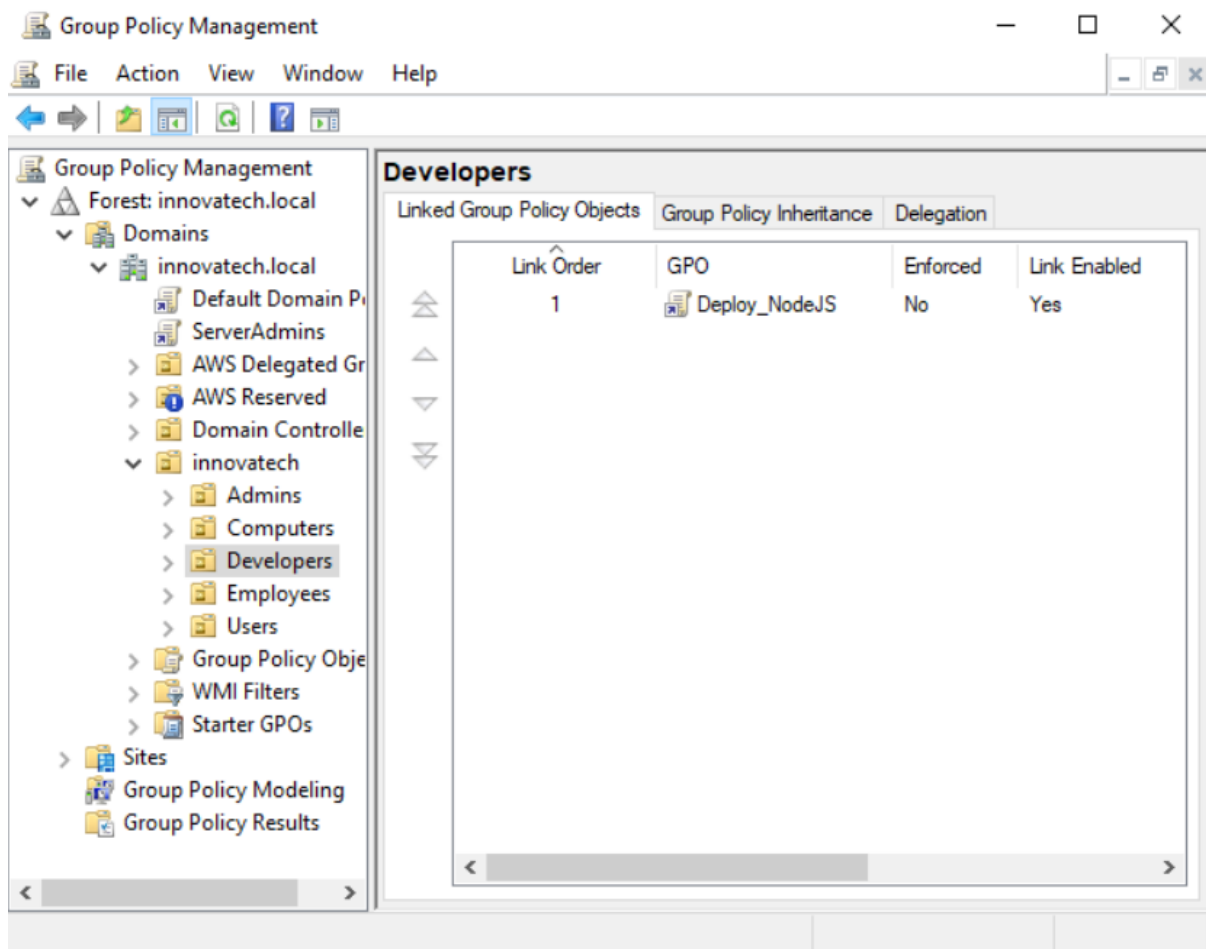 Group Policy Management
File Action View Window Help
Group Policy Management
Forest: innovatech.local
Domains
innovatech.local
Default Domain P
ServerAdmins
AWS Delegated Gr
AWS Reserved
Domain Controlle
innovatech
Admins
Computers
Developers
Employees
Users
Group Policy Obje
WMI Filters
Starter GPOs
Sites
Group Policy Modeling
Group Policy Results
Developers
Linked Group Policy Objects Group Policy Inheritance Delegation
Link Order GPO Enforced Link Enabled
1 Deploy_NodeJS No Yes